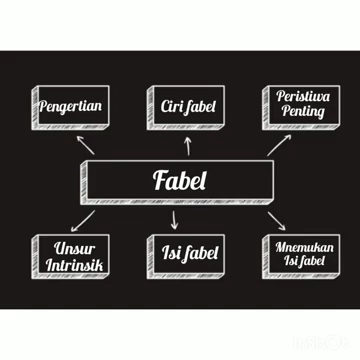 Pengertian
Ciri fabel
Peristiwa
Penting
Fabel
Unsur
Intrinsik
Isi fabel
Mnemukan
Isi fabel